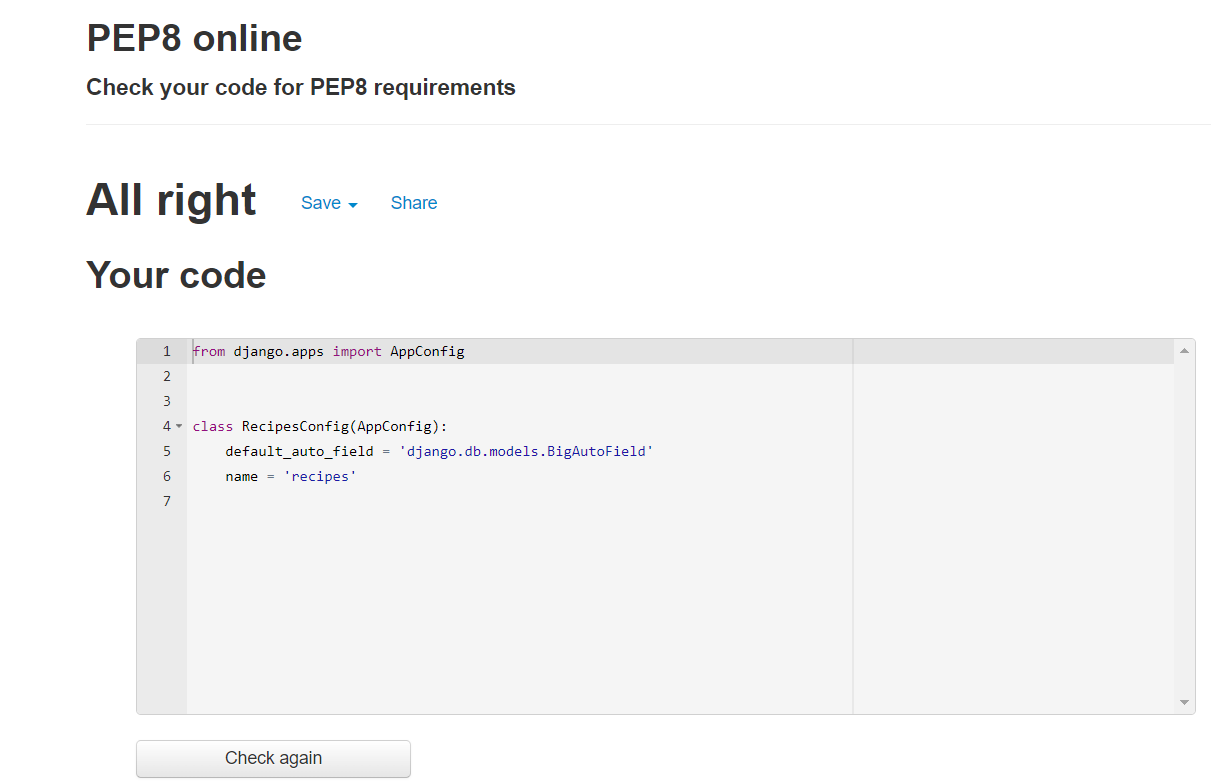 PEP8 online
Check your code for PEP8 requirements
All right Save Share
Your code
1 from django.apps import AppConfig
2
3
4 class RecipesConfig(AppConfig):
5     default_auto_field = 'django.db.models.BigAutoField'
6     name = 'recipes'
7
Check again